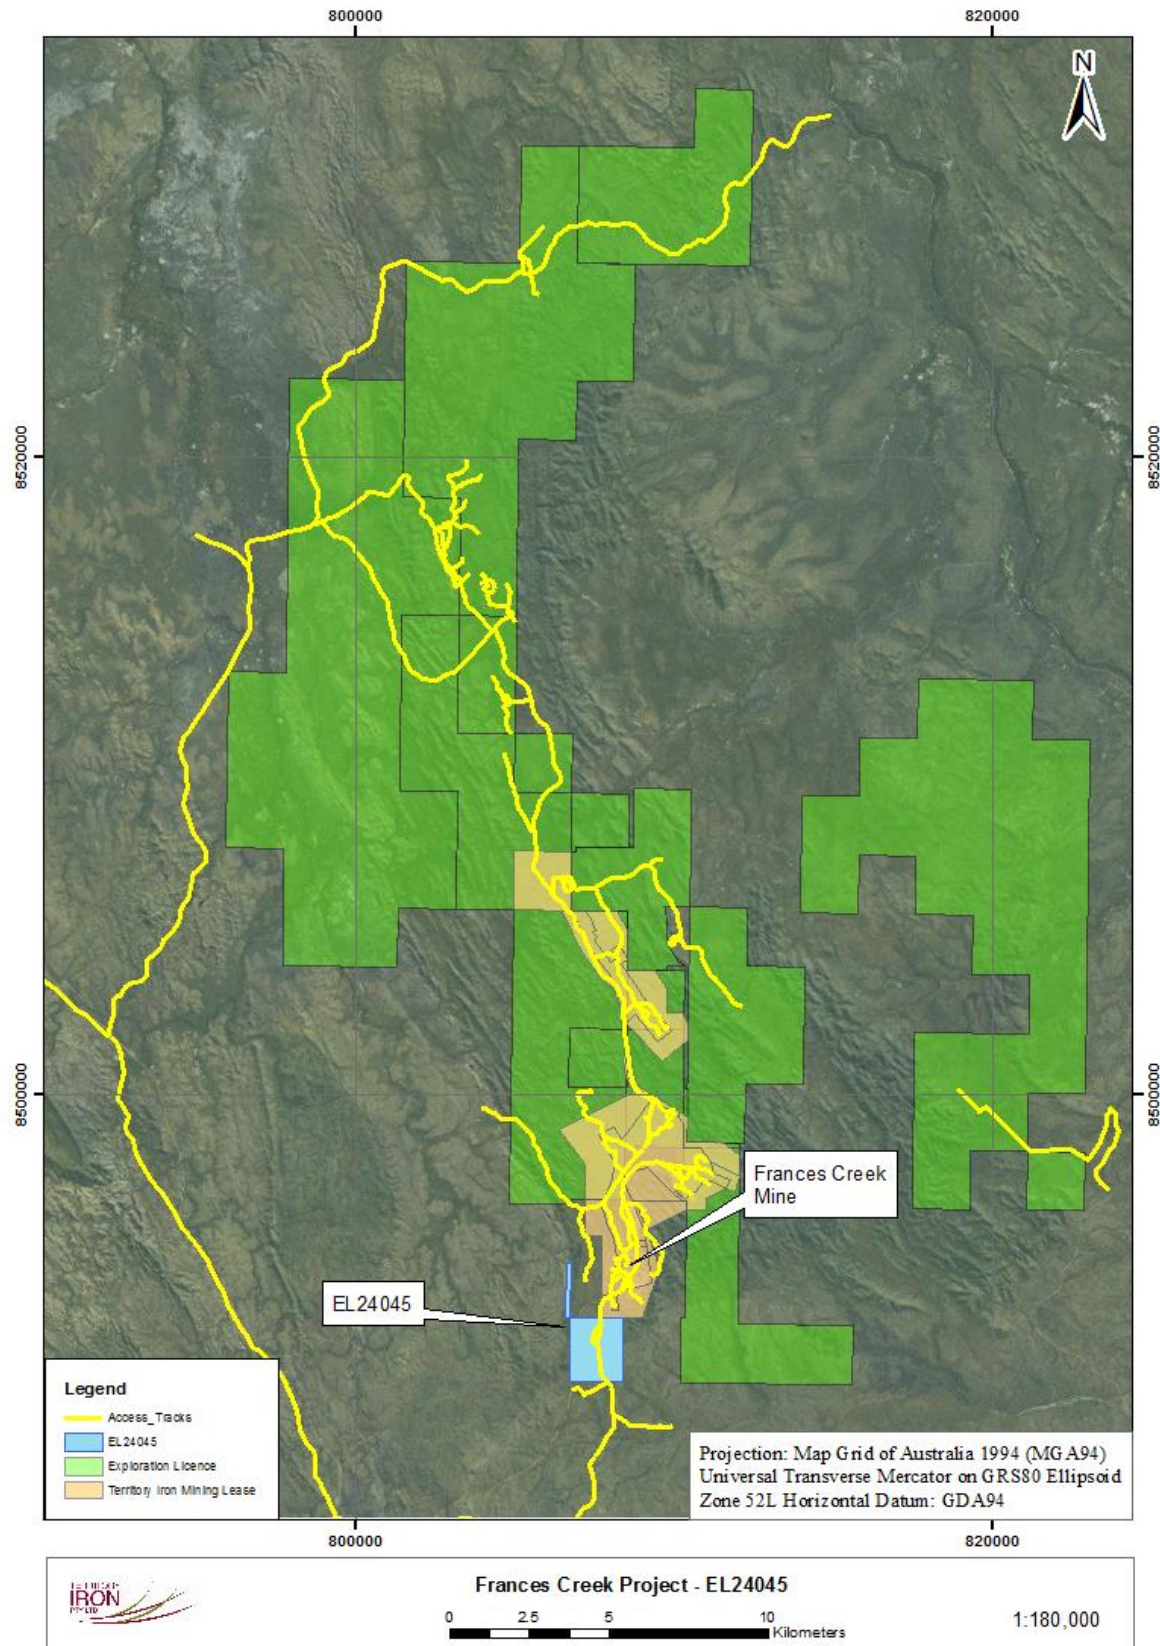 800000
820000
N
8520000
8520000
8500000
8500000
Frances Creek
Mine
EL24045
Legend
Access_Tracks
EL24045
Exploration Licence
Territory Iron Mining Lease
Projection: Map Grid of Australia 1994 (MGA94)
Universal Transverse Mercator on GRS80 Ellipsoid
Zone 52L Horizontal Datum: GDA94
800000
820000
IRON
Frances Creek Project - EL24045
0 2.5 5 10
Kilometers
1:180,000